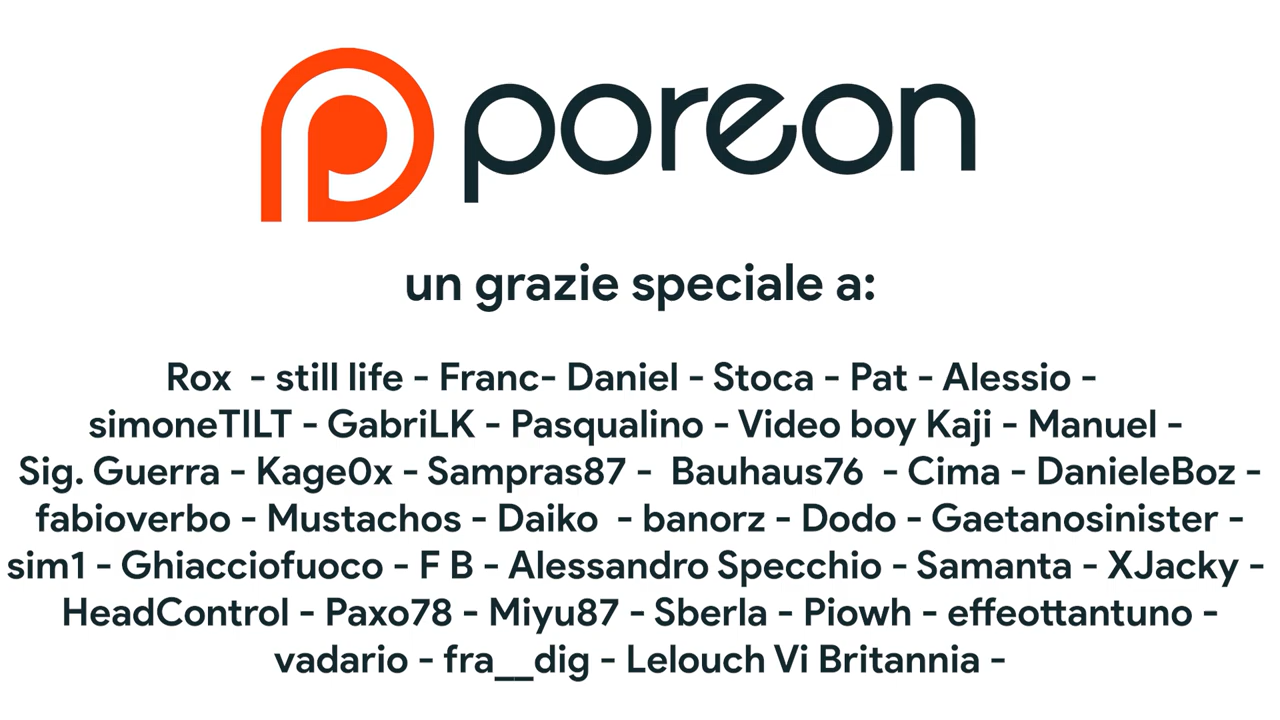 poreon
un grazie speciale a:
Rox - still life - Franc- Daniel - Stoca - Pat - Alessio -
simoneTILT - GabriLK - Pasqualino - Video boy Kaji - Manuel -
Sig. Guerra - Kage0x - Sampras87 - Bauhaus76 - Cima - DanieleBoz -
fabioverbo - Mustachos - Daiko - banorz - Dodo - Gaetanosinister -
sim1 - Ghiacciofuoco - F B - Alessandro Specchio - Samanta - XJacky -
HeadControl - Paxo78 - Miyu87 - Sberla - Piowh - effeottantuno -
vadario - fra__dig - Lelouch Vi Britannia -